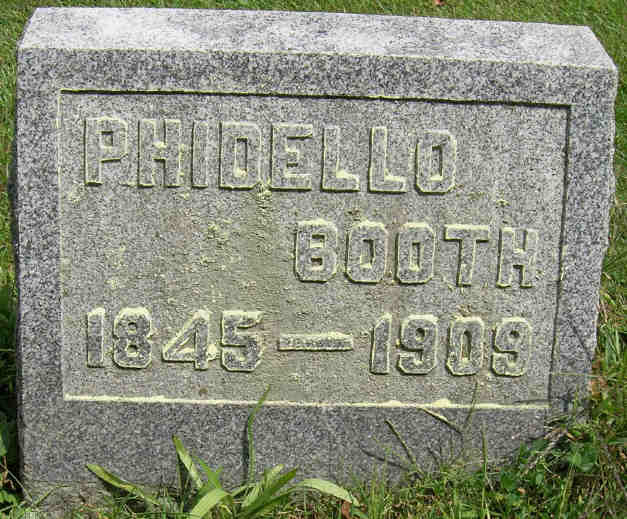 PHIDELLO
BOOTH
1845 — 1909